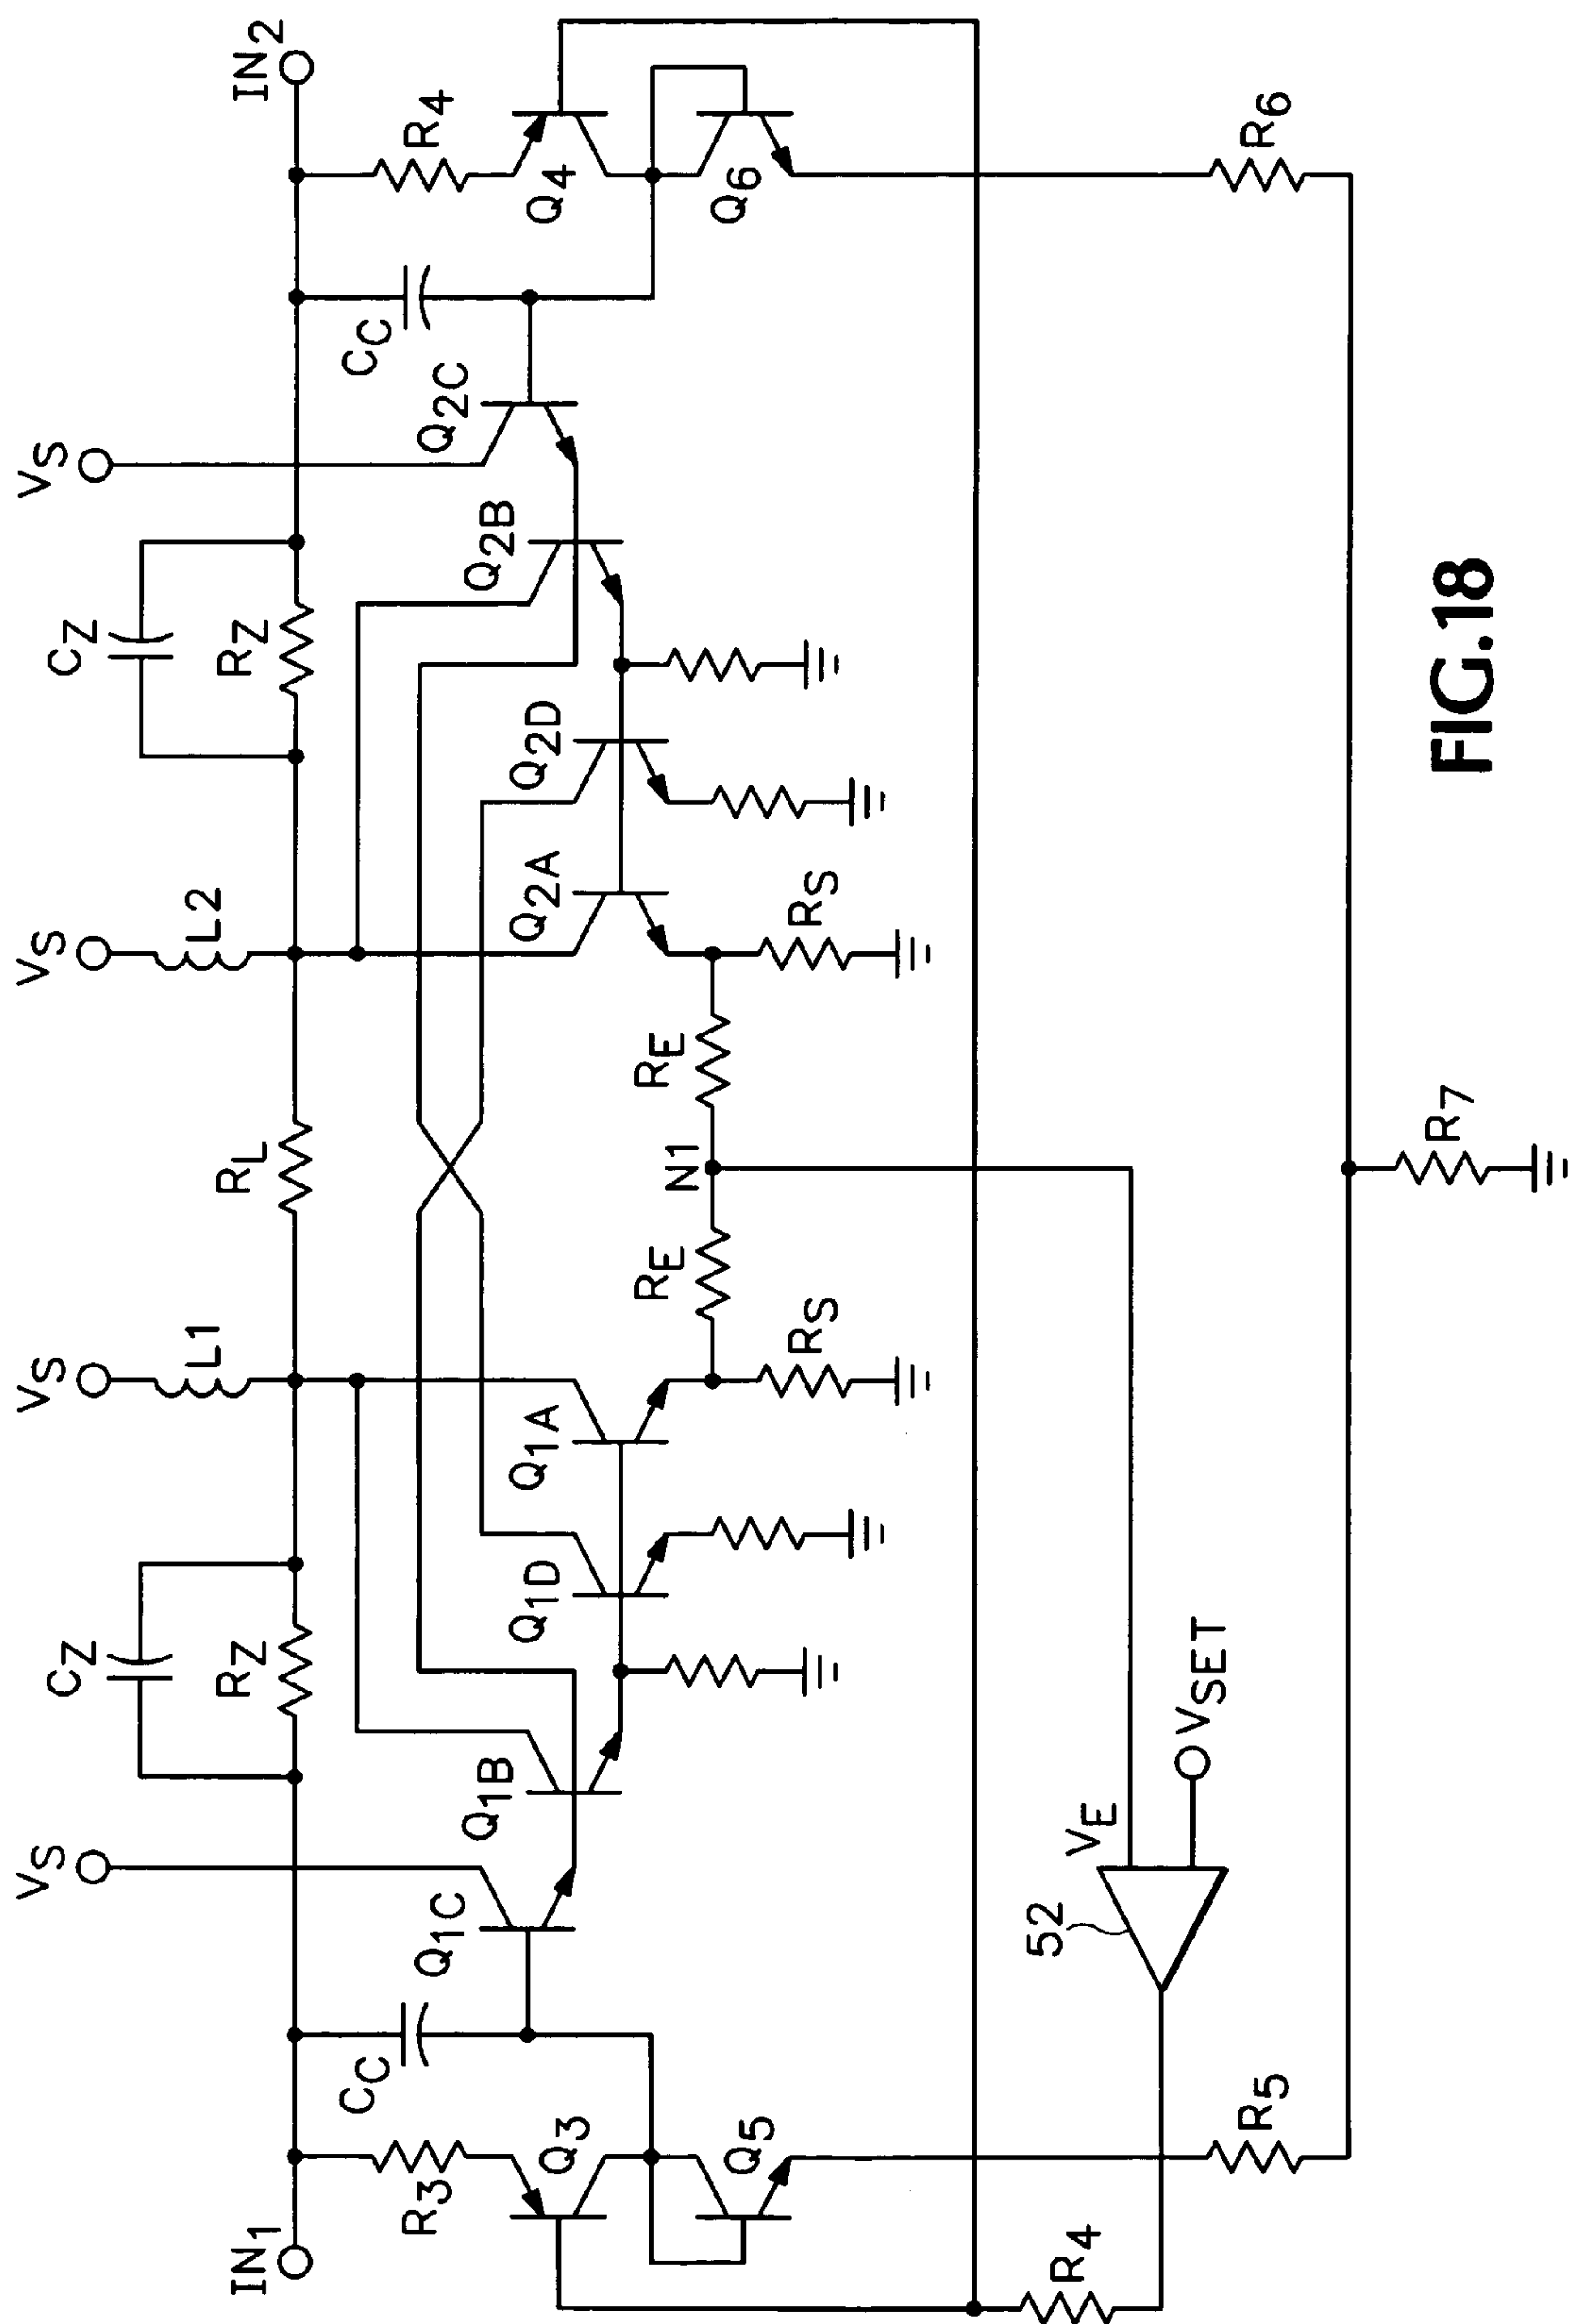 VS
VS
VS
VS
CZ
CZ
L1
L2
IN1
RZ
RL
RZ
IN2
CC
CC
R3
R4
Q1C
Q2C
Q1B
Q2B
Q3
Q1D
Q1A
Q2A
Q2D
Q4
RE
N1
RE
Q5
Q6
RS
RS
52
VE
R4
VSET
R5
R6
R7
FIG.18